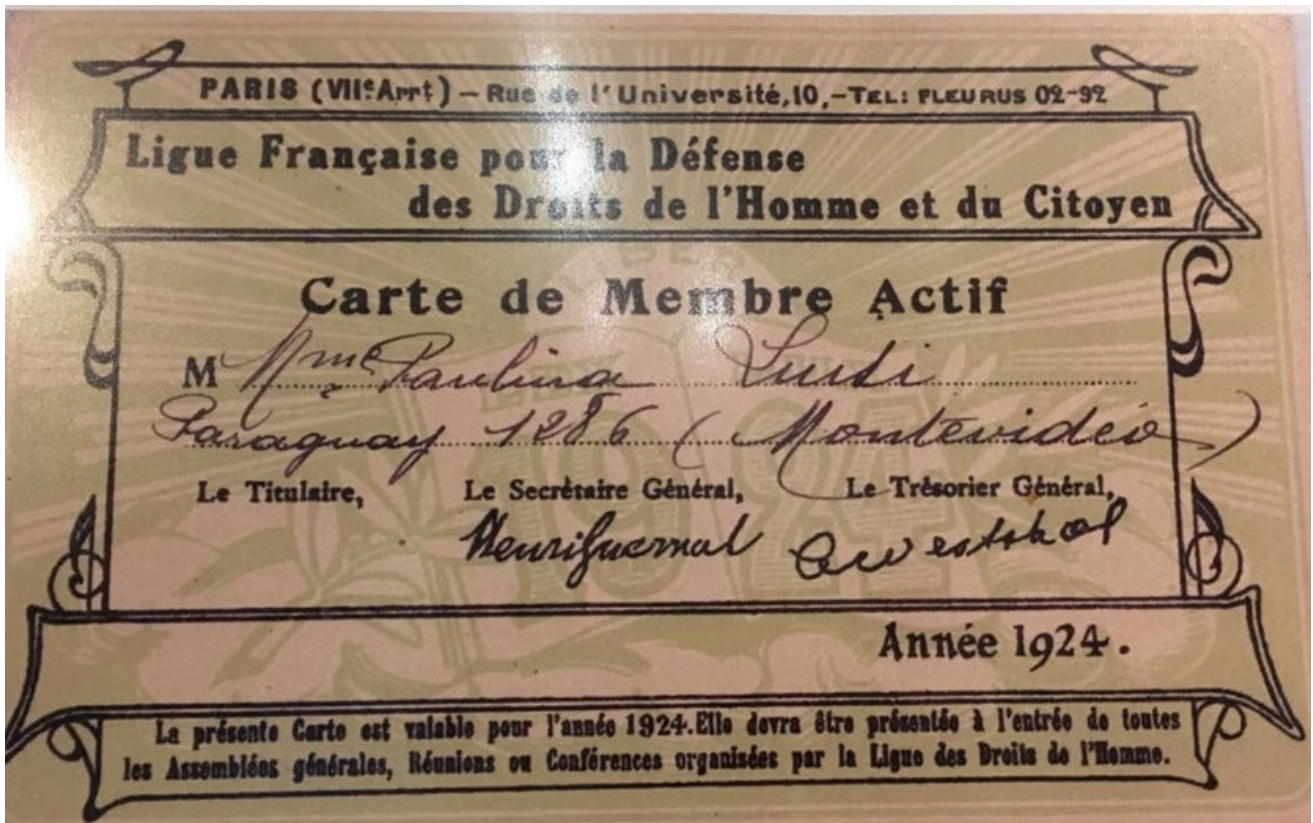 PARIS (VIIe Arrt) – Rue de l'Université, 10, – TEL: FLEURUS 02-92
Ligue Française pour la Défense
des Droits de l'Homme et du Citoyen
Carte de Membre Actif
M Mme Paulina Luisi
Paraguay 1286 (Montevidéo)
Le Titulaire, Le Secrétaire Général, Le Trésorier Général,
Henri Guernut
Année 1924.
La présente Carte est valable pour l'année 1924. Elle devra être présentée à l'entrée de toutes
les Assemblées générales, Réunions ou Conférences organisées par la Ligue des Droits de l'Homme.